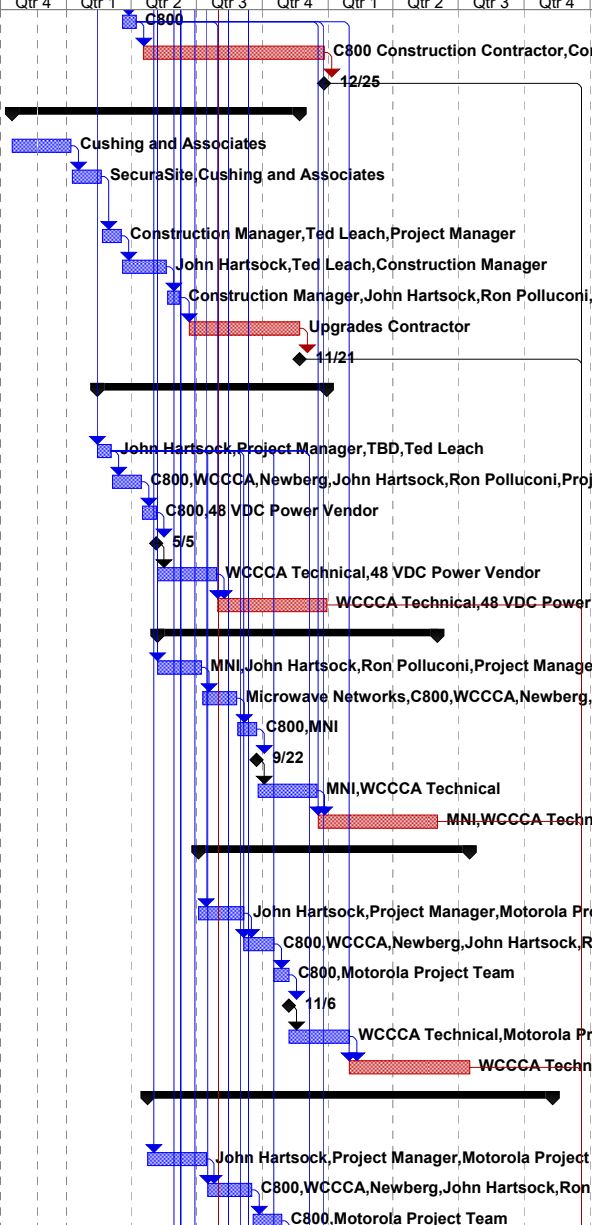 Qtr 4 Qtr 1 Qtr 2 Qtr 3 Qtr 4 Qtr 1 Qtr 2 Qtr 3 Qtr 4
C800
C800 Construction Contractor,Co
12/25
Cushing and Associates
SecuraSite,Cushing and Associates
Construction Manager,Ted Leach,Project Manager
John Hartsock,Ted Leach,Construction Manager
Construction Manager,John Hartsock,Ron Polluconi,
Upgrades Contractor
11/21
John Hartsock,Project Manager,TBD,Ted Leach
C800,WCCCA,Newberg,John Hartsock,Ron Polluconi,Proj
C800,48 VDC Power Vendor
5/5
WCCCA Technical,48 VDC Power Vendor
WCCCA Technical,48 VDC Power
MNI,John Hartsock,Ron Polluconi,Project Manage
Microwave Networks,C800,WCCCA,Newberg,
C800,MNI
9/22
MNI,WCCCA Technical
MNI,WCCCA Techn
John Hartsock,Project Manager,Motorola Pr
C800,WCCCA,Newberg,John Hartsock,R
C800,Motorola Project Team
11/6
WCCCA Technical,Motorola Pr
WCCCA Techn
John Hartsock,Project Manager,Motorola Project
C800,WCCCA,Newberg,John Hartsock,Ron
C800,Motorola Project Team